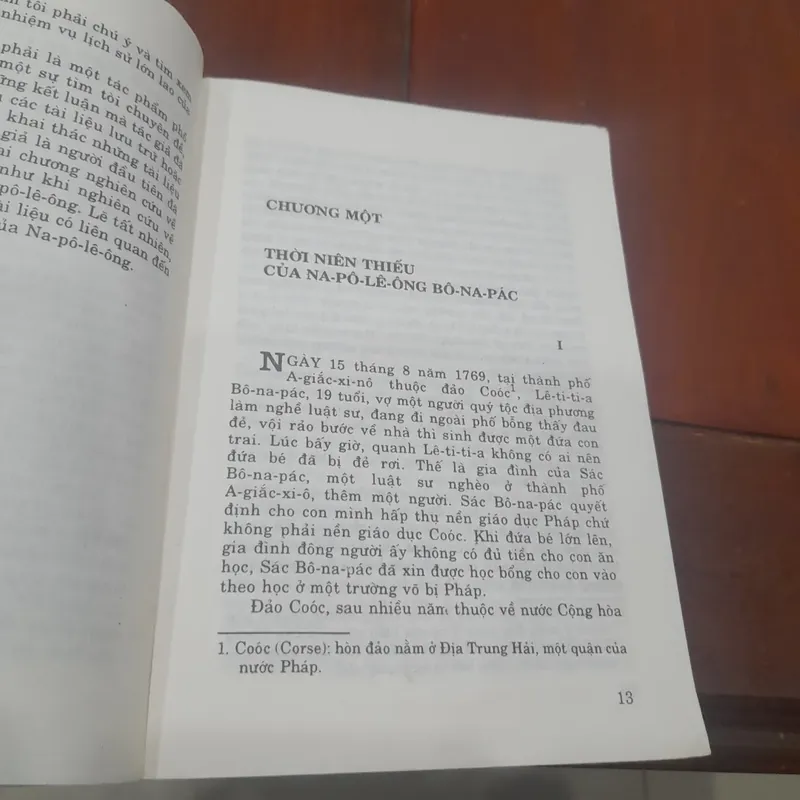 tôi phải chú ý và tìm xem
nhiệm vụ lịch sử lớn lao của
phải là một tác phẩm phổ
một sự tìm tòi chuyên đề,
những kết luận mà tác giả đã
các tài liệu lưu trữ hoặc
khai thác những tài liệu
giả là người đầu tiên đã
chương nghiên cứu về
như khi nghiên cứu về
pô-lê-ông. Lẽ tất nhiên,
tài liệu có liên quan đến
của Na-pô-lê-ông.
CHƯƠNG MỘT
THỜI NIÊN THIẾU
CỦA NA-PÔ-LÊ-ÔNG BÔ-NA-PÁC
I
NGÀY 15 tháng 8 năm 1769, tại thành phố
A-giắc-xi-nô thuộc đảo Coóc1, Lê-ti-ti-a
Bô-na-pác, 19 tuổi, vợ một người quý tộc địa phương
làm nghề luật sư, đang đi ngoài phố bỗng thấy đau
đẻ, vội rảo bước về nhà thì sinh được một đứa con
trai. Lúc bấy giờ, quanh Lê-ti-ti-a không có ai nên
đứa bé đã bị đẻ rơi. Thế là gia đình của Sác
Bô-na-pác, một luật sư nghèo ở thành phố
A-giắc-xi-ô, thêm một người. Sác Bô-na-pác quyết
định cho con mình hấp thụ nền giáo dục Pháp chứ
không phải nền giáo dục Coóc. Khi đứa bé lớn lên,
gia đình đông người ấy không có đủ tiền cho con ăn
học, Sác Bô-na-pác đã xin được học bổng cho con vào
theo học ở một trường võ bị Pháp.
Đảo Coóc, sau nhiều năm thuộc về nước Cộng hòa
1. Coóc (Corse): hòn đảo nằm ở Địa Trung Hải, một quận của
nước Pháp.
13